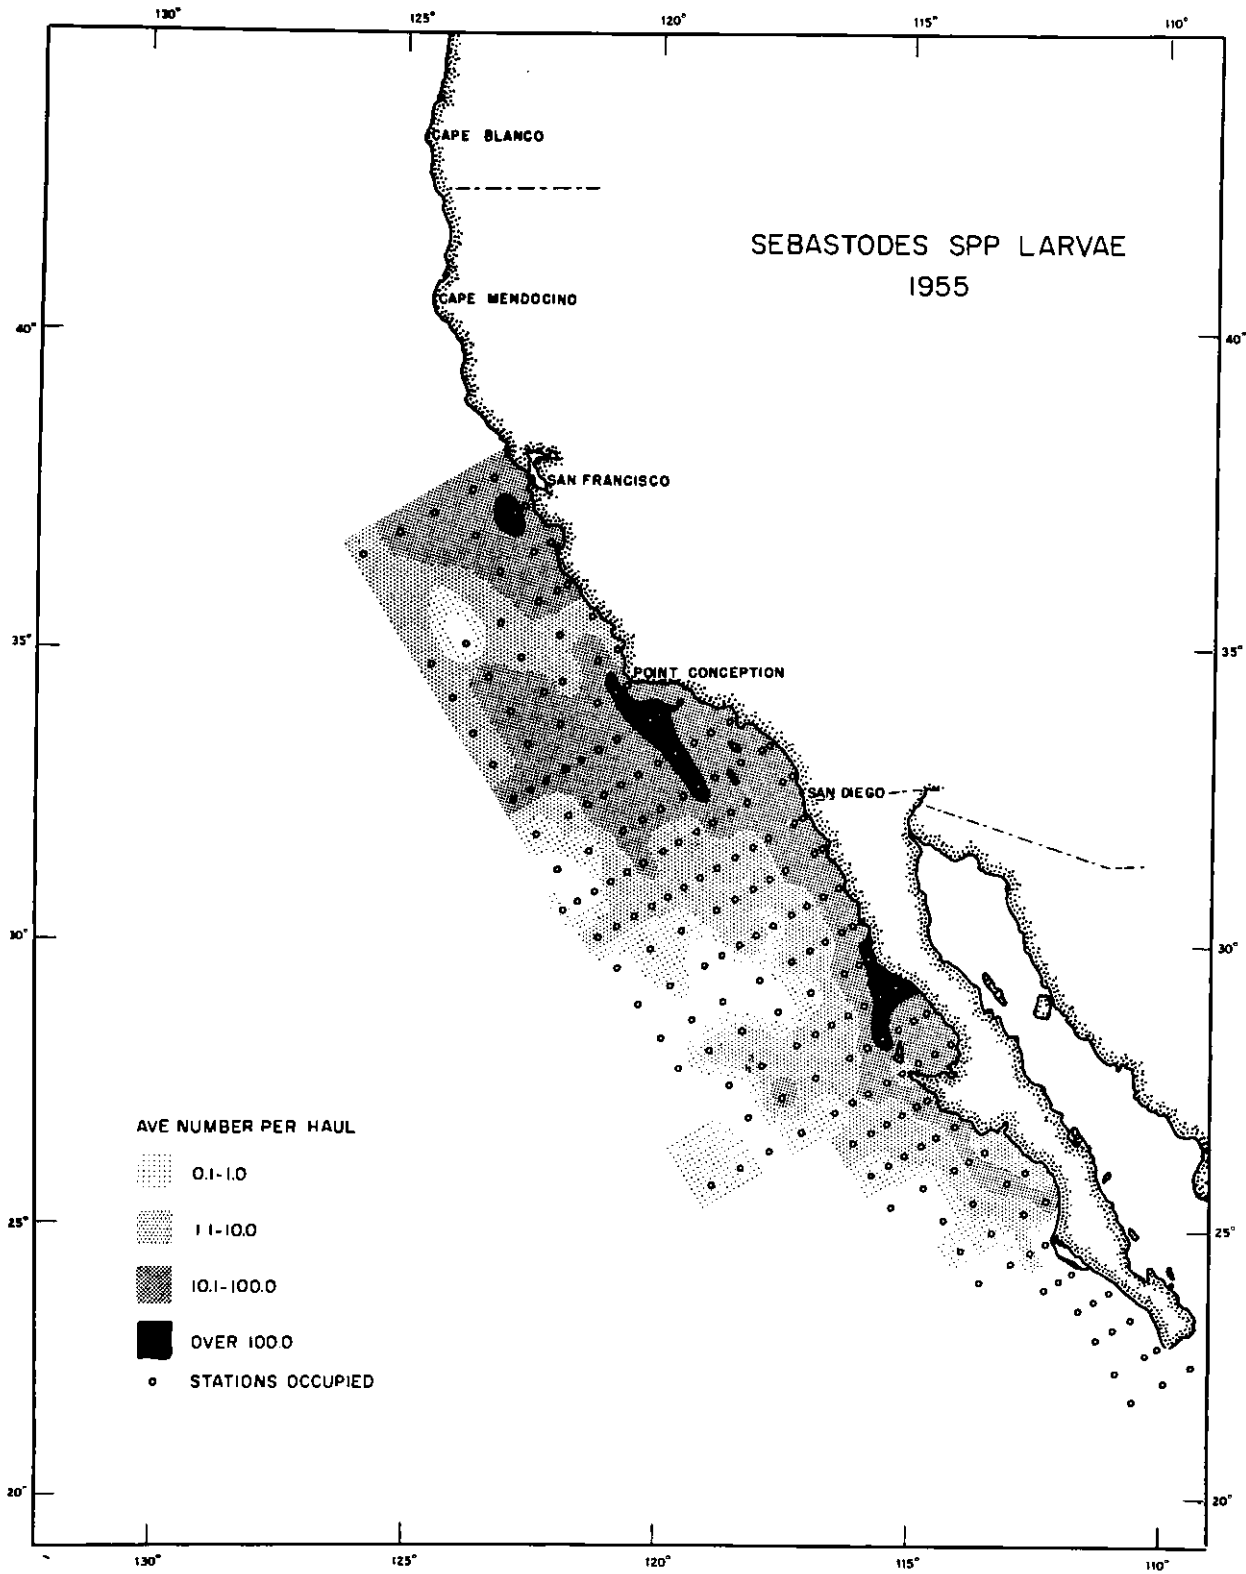 130° 125° 120° 115° 110°
CAPE BLANCO
SEBASTODES SPP LARVAE
1955
CAPE MENDOCINO
40° 40°
SAN FRANCISCO
35° 35°
POINT CONCEPTION
SAN DIEGO
30° 30°
AVE NUMBER PER HAUL
0.1-1.0
1.1-10.0
25° 25°
10.1-100.0
OVER 100.0
STATIONS OCCUPIED
20° 20°
130° 125° 120° 115° 110°